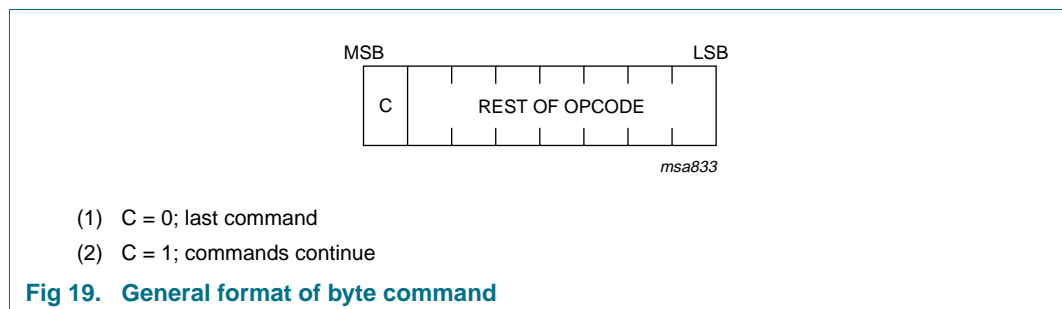 MSB LSB
C REST OF OPCODE
msa833
(1) C = 0; last command
(2) C = 1; commands continue
Fig 19. General format of byte command